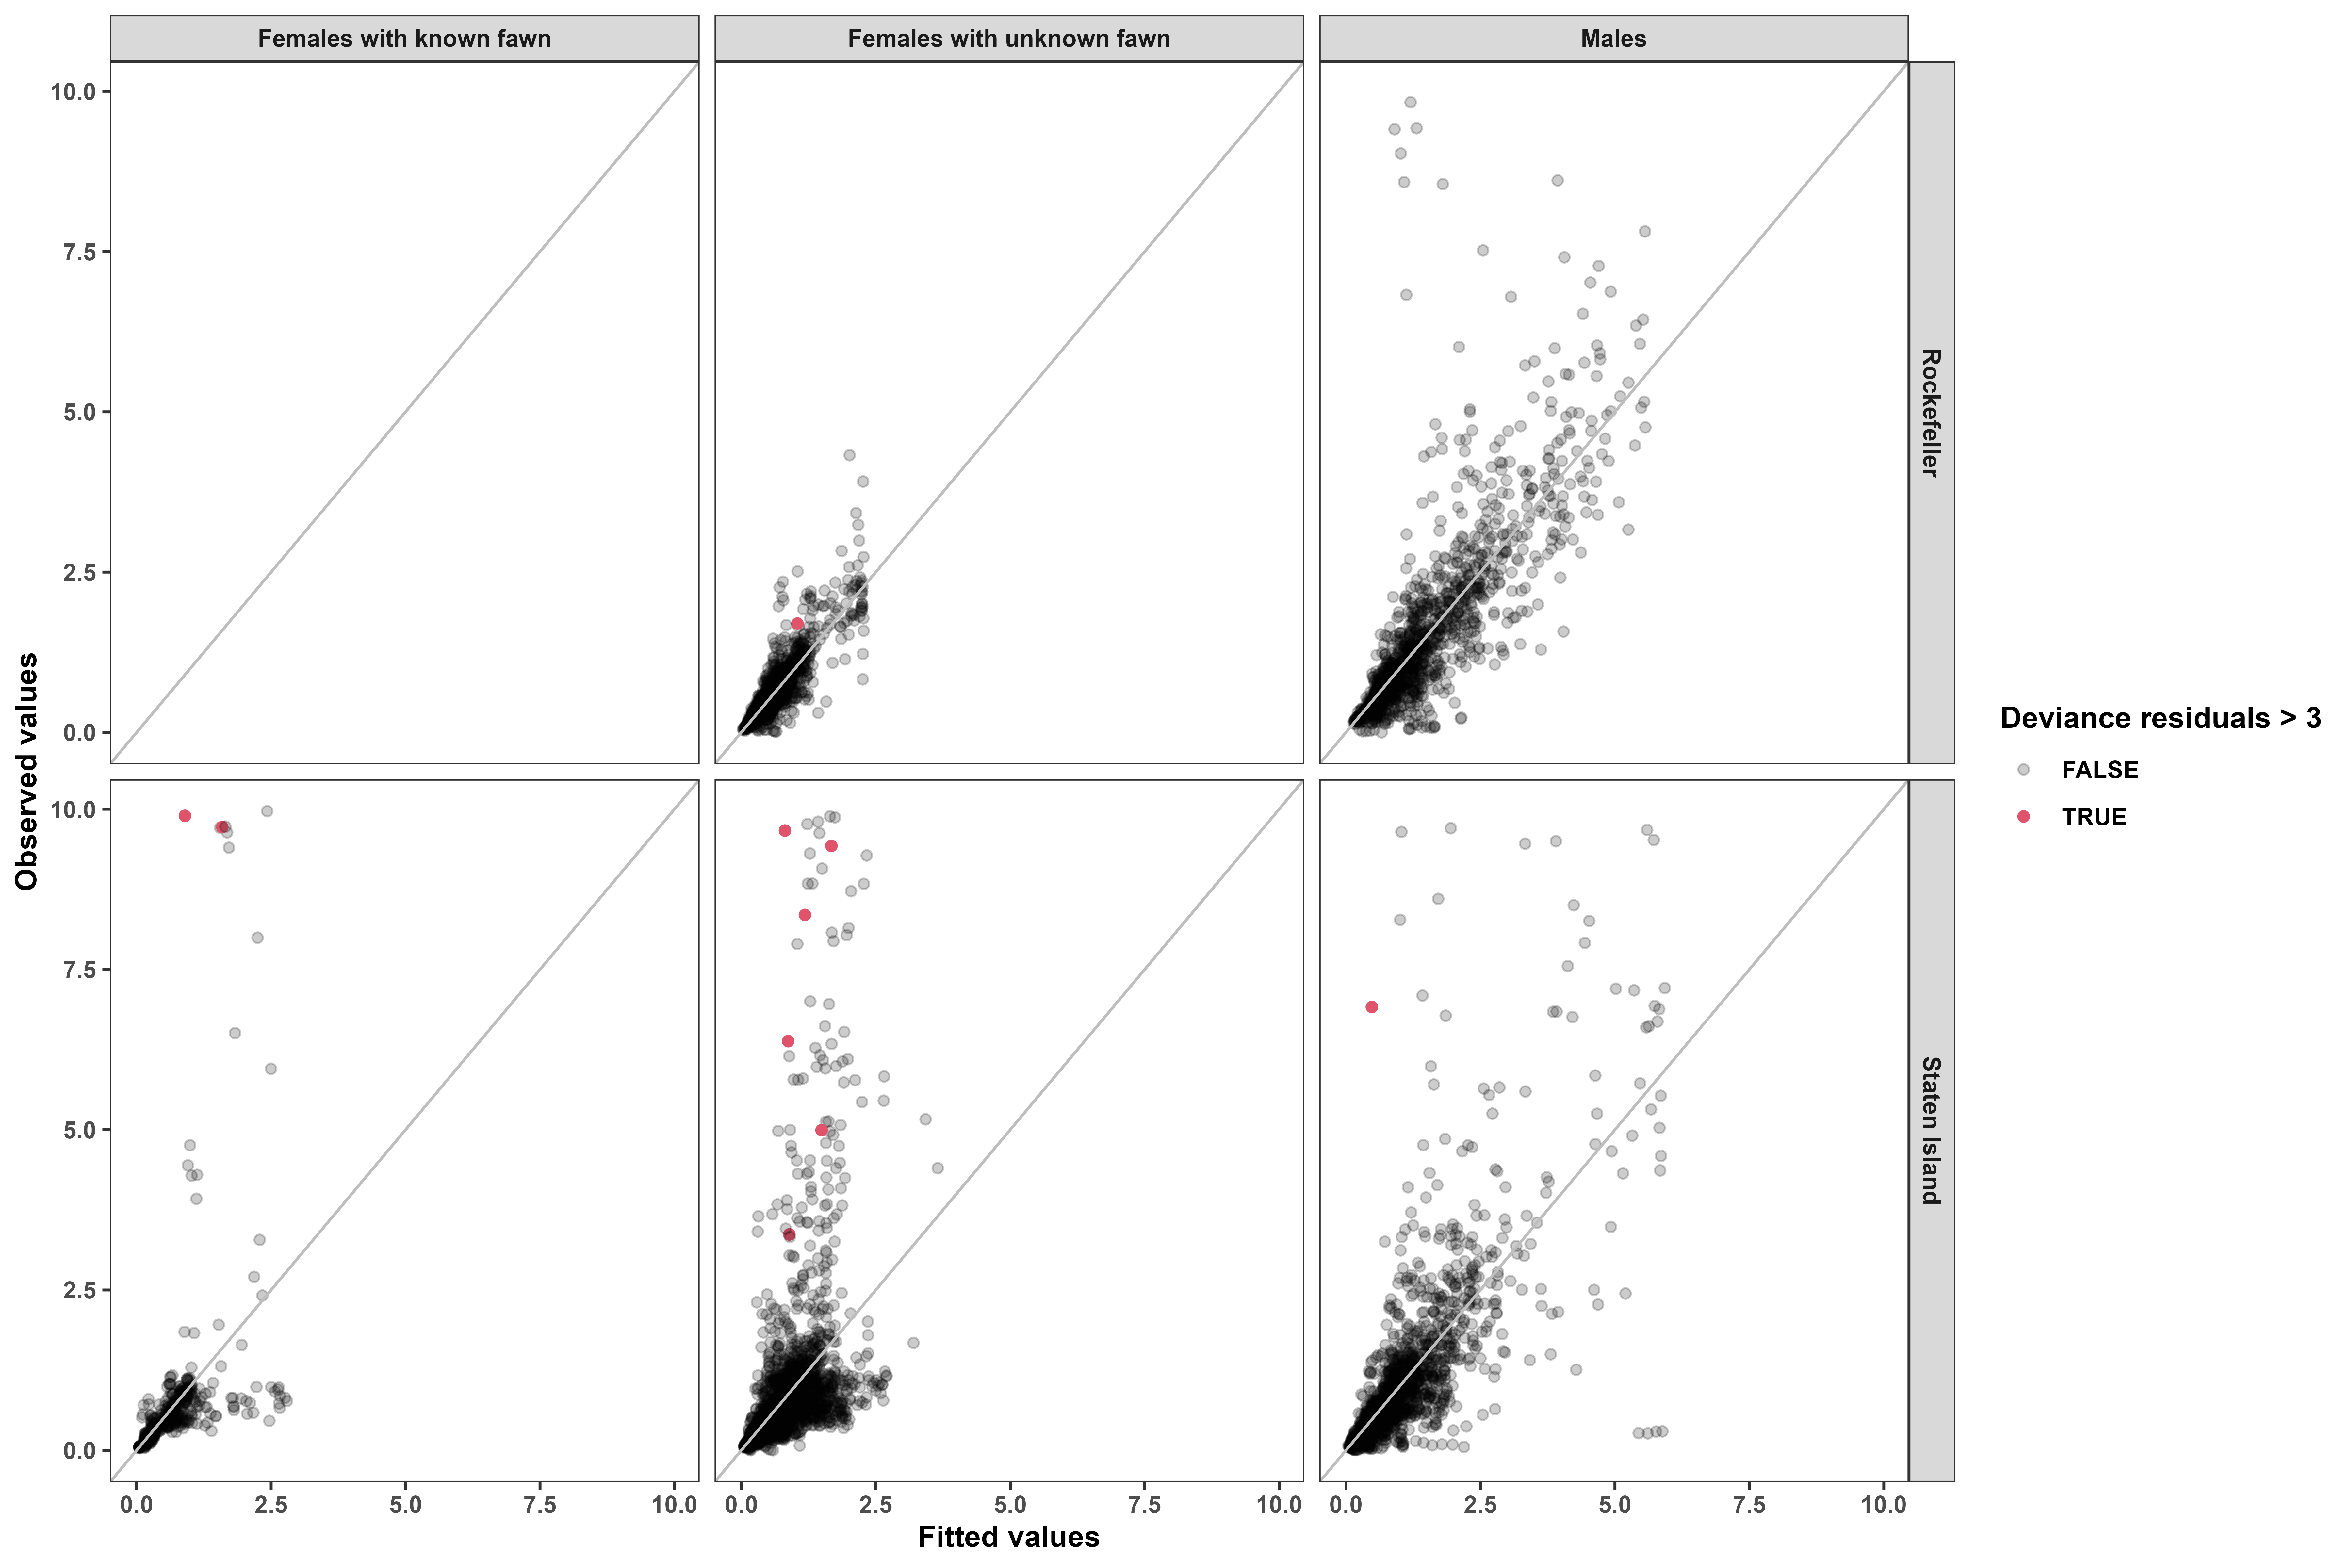 Females with known fawn
Females with unknown fawn
Males
10.0
7.5
5.0
2.5
0.0
Rockefeller
Observed values
10.0
7.5
5.0
2.5
0.0
Staten Island
0.0 2.5 5.0 7.5 10.0
0.0 2.5 5.0 7.5 10.0
0.0 2.5 5.0 7.5 10.0
Fitted values
Deviance residuals > 3
FALSE
TRUE